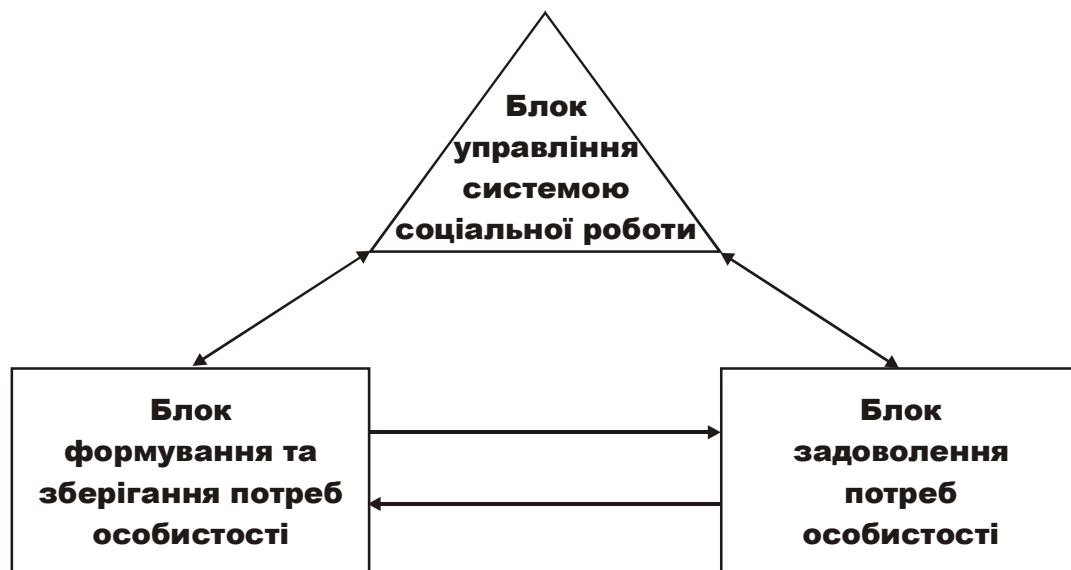 Блок
управління
системою
соціальної роботи
Блок
формування та
зберігання потреб
особистості
Блок
задоволення
потреб
особистості